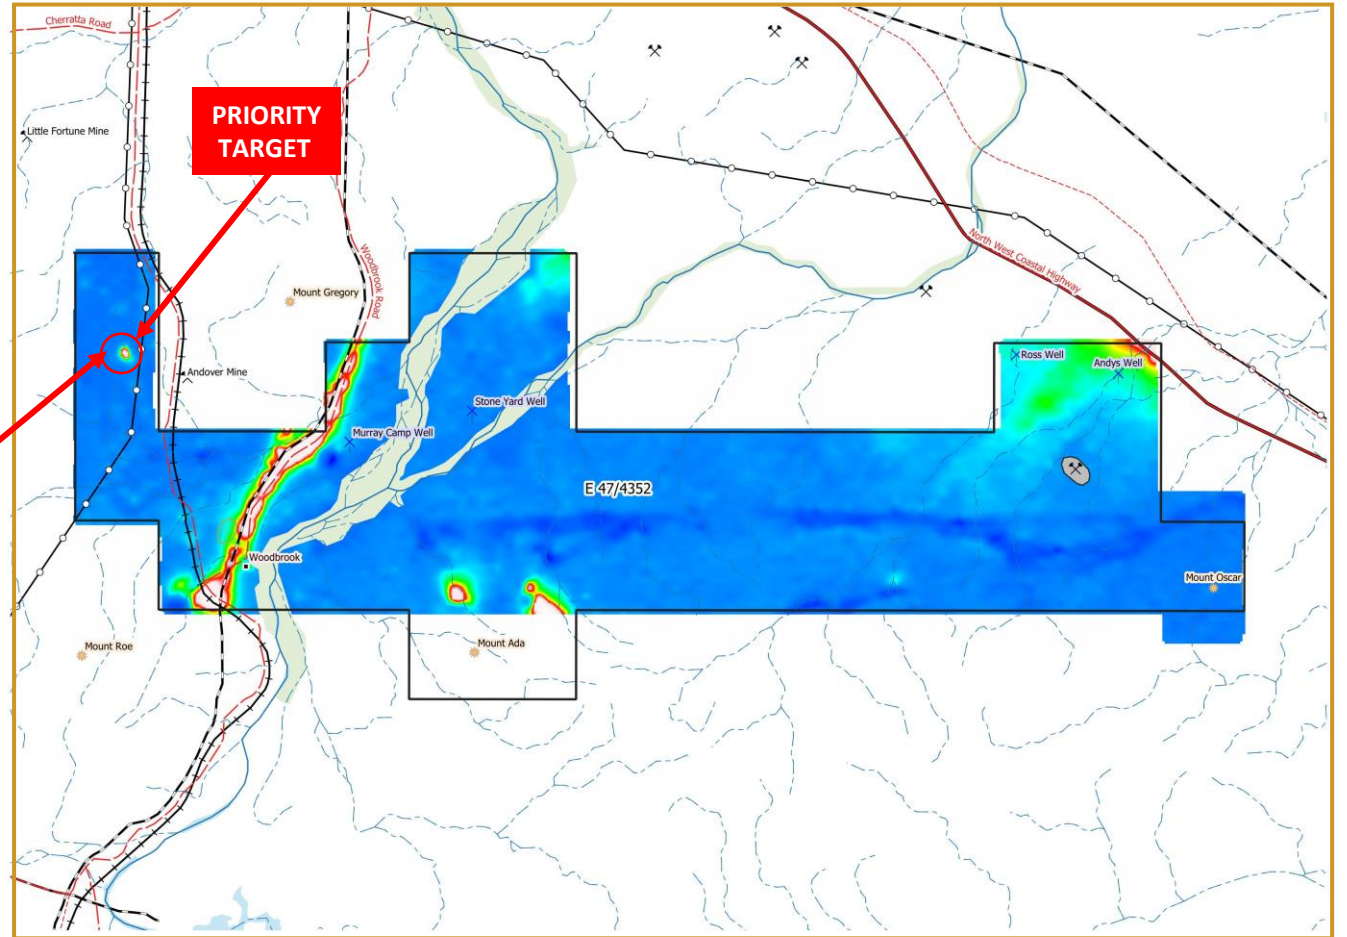 Cherratta Road
PRIORITY
TARGET
Little Fortune Mine
Woodbrook Road
North West Coastal Highway
Mount Gregory
Ross Well
Andys Well
Andover Mine
Stone Yard Well
Murray Camp Well
E 47/4352
Woodbrook
Mount Oscar
Mount Roe
Mount Ada